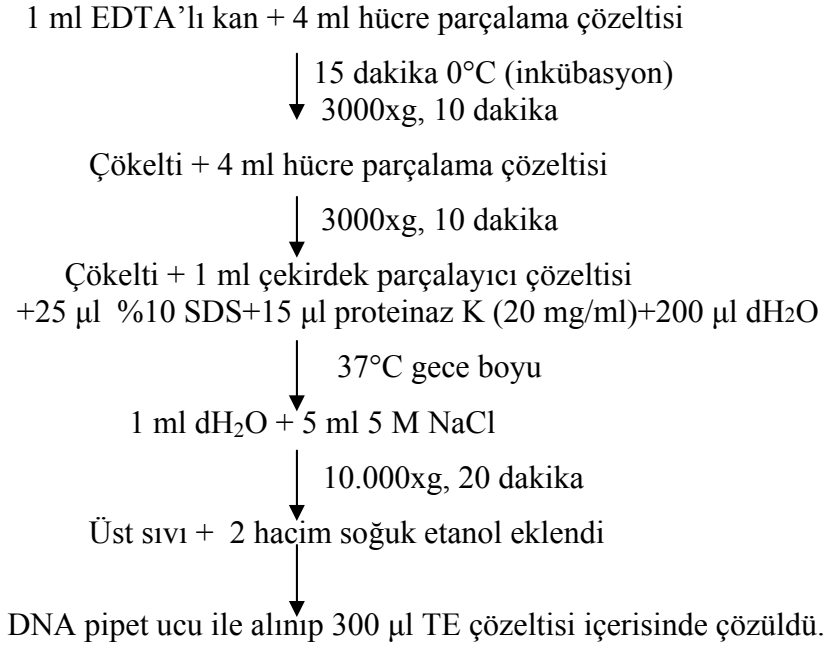 1 ml EDTA’lı kan + 4 ml hücre parçalama çözeltisi
15 dakika 0°C (inkübasyon)
3000xg, 10 dakika
Çökelti + 4 ml hücre parçalama çözeltisi
3000xg, 10 dakika
Çökelti + 1 ml çekirdek parçalayıcı çözeltisi
+25 μl %10 SDS+15 μl proteinaz K (20 mg/ml)+200 μl dH₂O
37°C gece boyu
1 ml dH₂O + 5 ml 5 M NaCl
10.000xg, 20 dakika
Üst sıvı + 2 hacim soğuk etanol eklendi
DNA pipet ucu ile alınıp 300 μl TE çözeltisi içerisinde çözüldü.